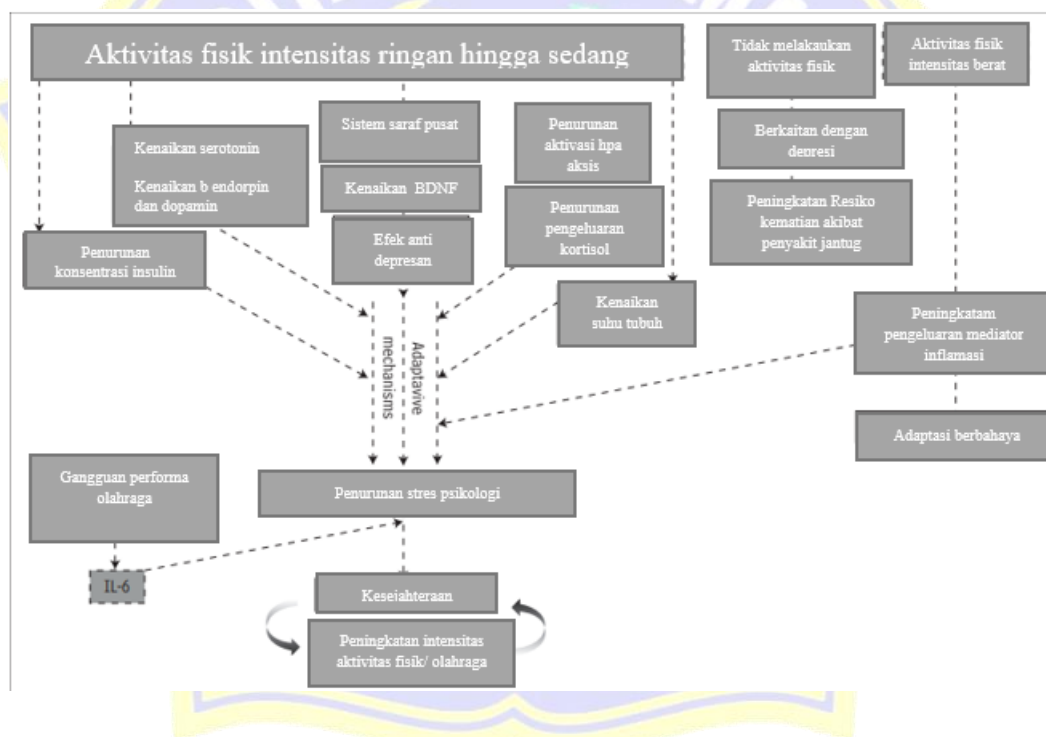 Aktivitas fisik intensitas ringan hingga sedang
Tidak melakaukan
aktivitas fisik
Aktivitas fisik
intensitas berat
Kenaikan serotonin
Kenaikan b endorpin
dan dopamin
Sistem saraf pusat
Kenaikan BDNF
Efek anti
depresan
Penurunan
aktivasi hpa
aksis
Penurunan
pengeluaran
kortisol
Berkaitan dengan
depresi
Peningkatan Resiko
kematian akibat
penyakit jantug
Penurunan
konsentrasi insulin
Kenaikan
suhu tubuh
Peningkatam
pengeluaran mediator
inflamasi
Adaptavive
mechanisms
Adaptasi berbahaya
Gangguan performa
olahraga
Penurunan stres psikologi
IL-6
Kesejahteraan
Peningkatan intensitas
aktivitas fisik/ olahraga